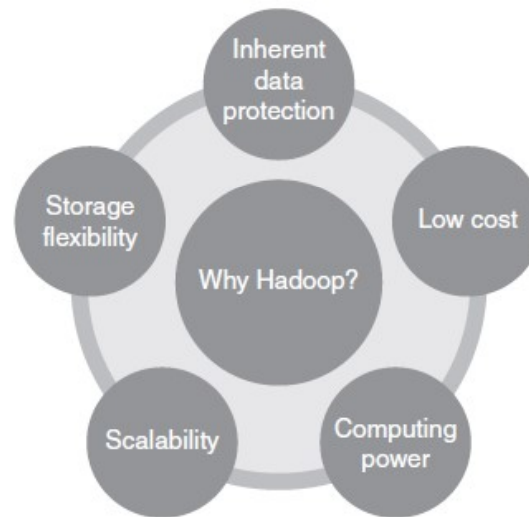 Inherent
data
protection
Storage
flexibility
Low cost
Why Hadoop?
Scalability
Computing
power